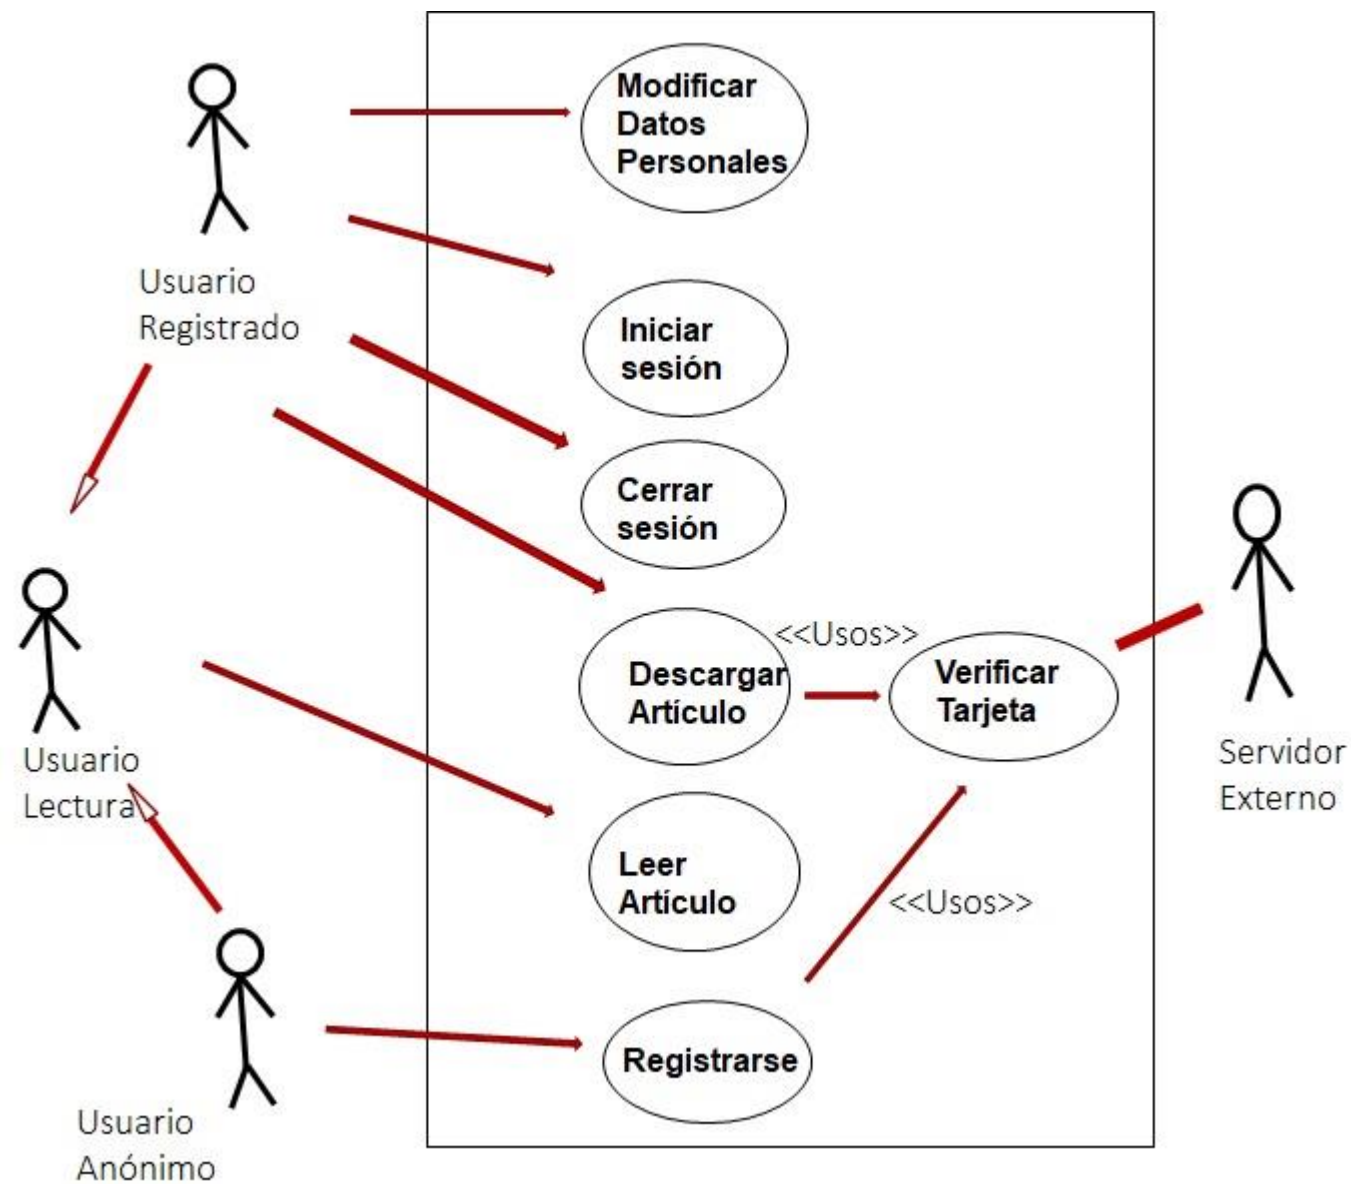 Modificar
Datos
Personales
Usuario
Registrado
Iniciar
sesión
Cerrar
sesión
<<Usos>>
Descargar
Artículo
Verificar
Tarjeta
Servidor
Externo
Usuario
Lectura
Leer
Artículo
<<Usos>>
Registrarse
Usuario
Anónimo